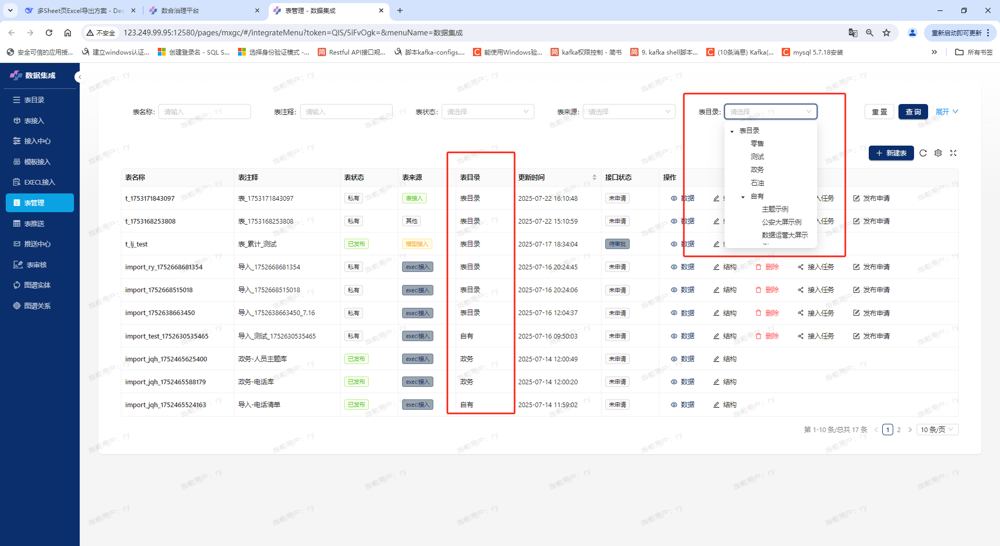 多Sheet页Excel导出方案 - Dee
数合治理平台
表管理 - 数据集成
不安全
123.249.99.95:12580/pages/mxgc/#/integrateMenu?token=QIS/5iFvOgk=&menuName=数据集成
重新启动即可更新
安全可信的应用授...
建立windows认证...
创建登录名 - SQL S...
选择身份验证模式 -...
Restful API接口规...
脚本kafka-configs....
能使用Windows验...
kafka权限控制 - 简书
9. kafka shell脚本...
(10条消息) Kafka(...
mysql 5.7.18安装
所有书签
数据集成
表目录
表接入
接入中心
模板接入
EXECL接入
表管理
表推送
推送中心
表审核
图谱实体
图谱关系
表名称: 请输入
表注释: 请输入
表状态: 请选择
表来源: 请选择
表目录: 请选择
重 置
查 询
展开
表目录
零售
测试
政务
石油
自有
主题示例
公安大屏示例
数据运营大屏示
新建表
表名称 表注释 表状态 表来源 表目录 更新时间 接口状态 操作
t_1753171843097 表_1753171843097 私有 表接入 表目录 2025-07-22 16:10:48 未申请 数据 入任务 发布申请
t_1753168253808 表_1753168253808 私有 其他 表目录 2025-07-22 15:10:59 未申请 数据 入任务 发布申请
t_lj_test 表_累计_测试 已发布 模型接入 表目录 2025-07-17 18:34:04 待审批 数据
import_ry_1752668681354 导入_1752668681354 私有 execl接入 表目录 2025-07-16 20:24:45 未申请 数据 结构 删除 接入任务 发布申请
import_1752668515018 导入_1752668515018 私有 execl接入 表目录 2025-07-16 20:24:06 未申请 数据 结构 删除 接入任务 发布申请
import_1752638663450 导入_1752638663450_7.16 私有 execl接入 表目录 2025-07-16 12:04:37 未申请 数据 结构 删除 接入任务 发布申请
import_test_1752630535465 导入_测试_1752630535465 私有 execl接入 自有 2025-07-16 09:50:03 未申请 数据 结构 删除 接入任务 发布申请
import_jqh_1752465625400 政务-人员主题库 已发布 execl接入 政务 2025-07-14 12:00:49 未申请 数据 结构
import_jqh_1752465588179 政务-电话库 已发布 execl接入 政务 2025-07-14 12:00:20 未申请 数据 结构
import_jqh_1752465524163 导入-电话清单 已发布 execl接入 自有 2025-07-14 11:59:02 未申请 数据 结构
第 1-10 条/总共 17 条 1 2 10 条/页
当前用户：ry